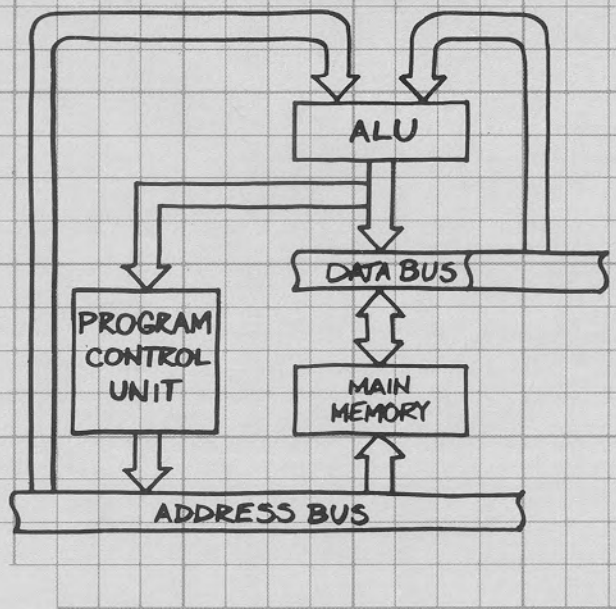 ALU
DATA BUS
PROGRAM
CONTROL
UNIT
MAIN
MEMORY
ADDRESS BUS